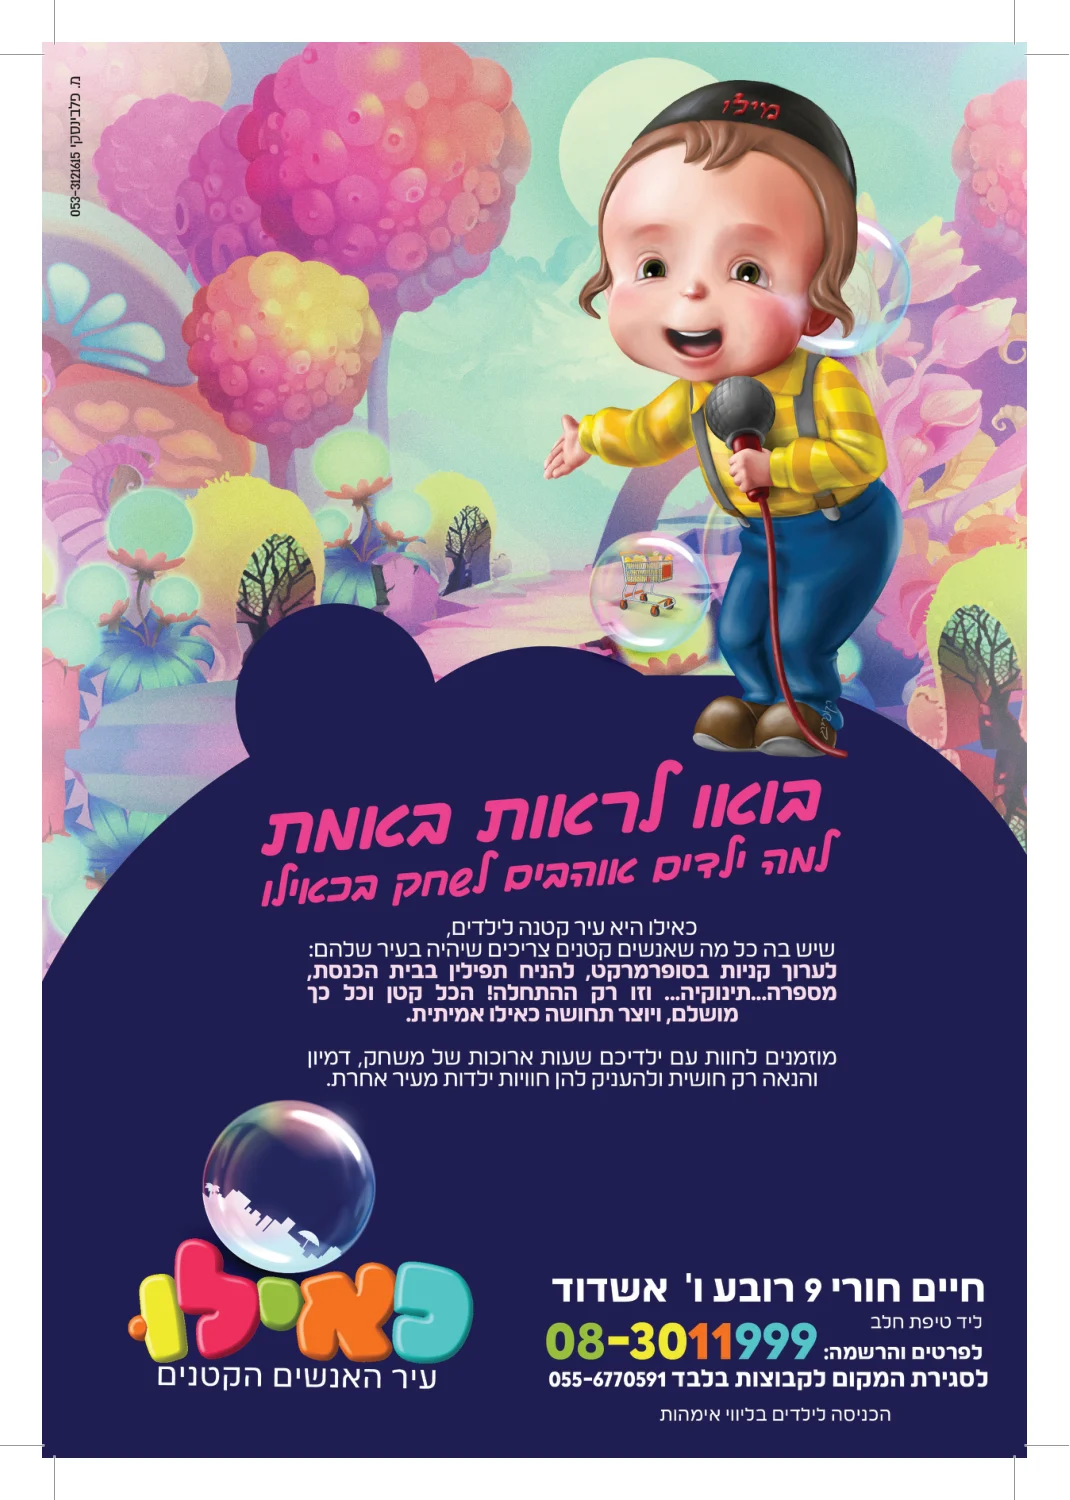 מ. פלבינסקי 053-3121615
מילו
בואו לראות באמת
למה ילדים אוהבים לשחק בכאילו
כאילו היא עיר קטנה לילדים,
שיש בה כל מה שאנשים קטנים צריכים שיהיה בעיר שלהם:
לערוך קניות בסופרמרקט, להניח תפילין בבית הכנסת,
מספרה...תינוקיה... וזו רק ההתחלה! הכל קטן וכל כך
מושלם, ויוצר תחושה כאילו אמיתית.
מוזמנים לחוות עם ילדיכם שעות ארוכות של משחק, דמיון
והנאה רק חושית ולהעניק להן חוויות ילדות מעיר אחרת.
כאילו.
עיר האנשים הקטנים
חיים חורי 9 רובע ו' אשדוד
ליד טיפת חלב
לפרטים והרשמה: 08-3011999
לסגירת המקום לקבוצות בלבד 055-6770591
הכניסה לילדים בליווי אימהות